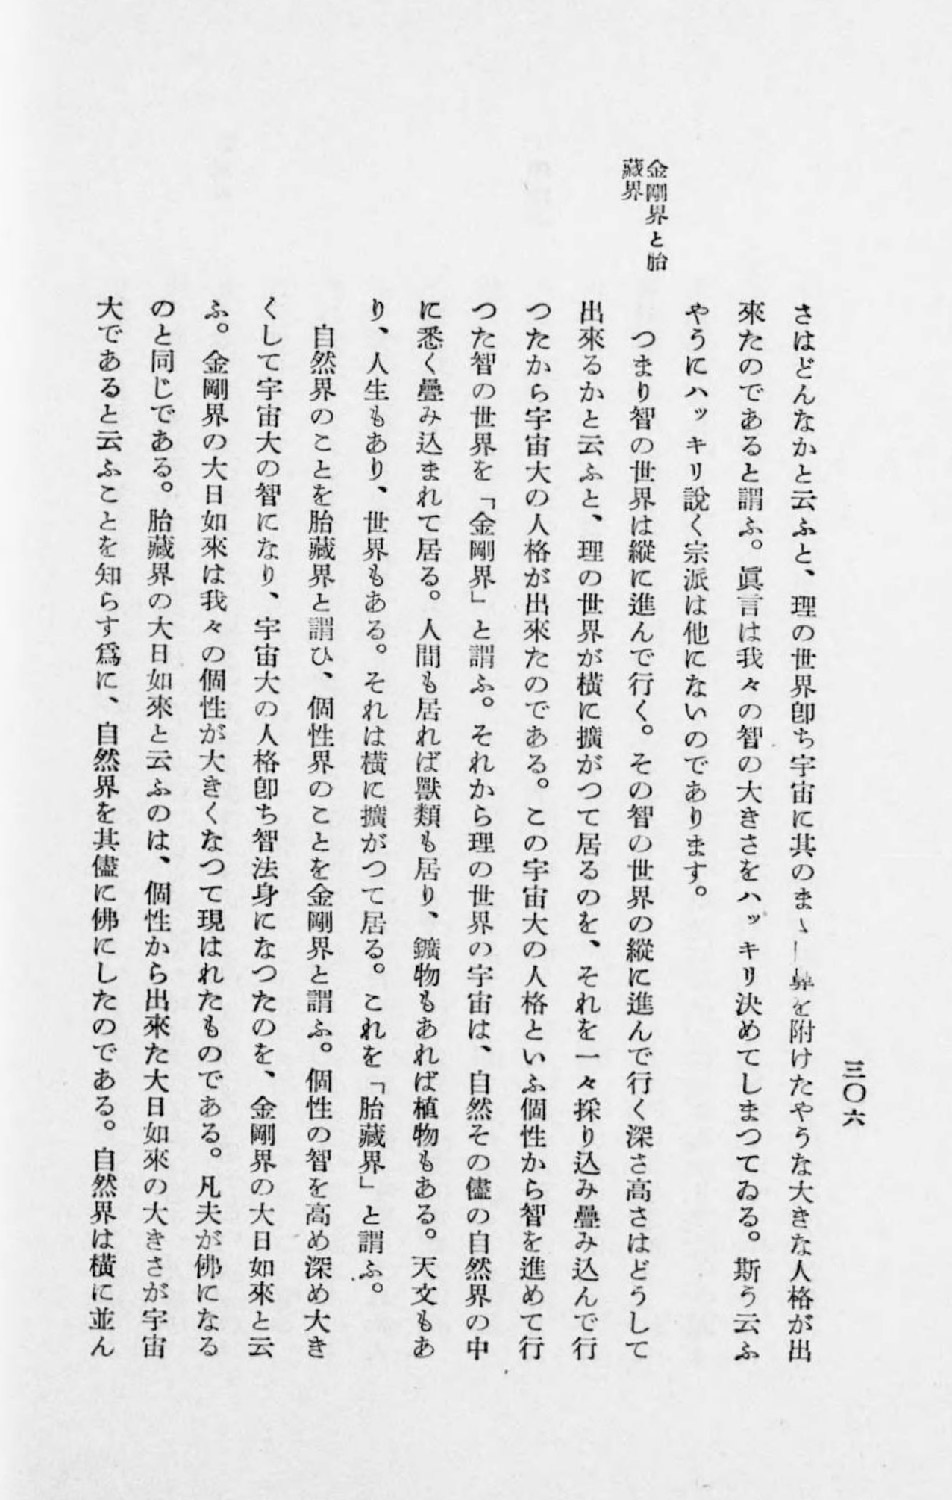 三〇六
さはどんなかと云ふと、理の世界卽ち宇宙に其のまゝ鼻を附けたやうな大きな人格が出
來たのであると謂ふ。眞言は我々の智の大きさをハッキリ決めてしまつてゐる。斯う云ふ
やうにハッキリ說く宗派は他にないのであります。
金剛界と胎
藏界
つまり智の世界は縱に進んで行く。その智の世界の縱に進んで行く深さ高さはどうして
出來るかと云ふと、理の世界が橫に擴がつて居るのを、それを一々採り込み疊み込んで行
つたから宇宙大の人格が出來たのである。この宇宙大の人格といふ個性から智を進めて行
つた智の世界を「金剛界」と謂ふ。それから理の世界の宇宙は、自然その儘の自然界の中
に悉く疊み込まれて居る。人間も居れば獸類も居り、鑛物もあれば植物もある。天文もあ
り、人生もあり、世界もある。それは橫に擴がつて居る。これを「胎藏界」と謂ふ。
自然界のことを胎藏界と謂ひ、個性界のことを金剛界と謂ふ。個性の智を高め深め大き
くして宇宙大の智になり、宇宙大の人格卽ち智法身になつたのを、金剛界の大日如來と云
ふ。金剛界の大日如來は我々の個性が大きくなつて現はれたものである。凡夫が佛になる
のと同じである。胎藏界の大日如來と云ふのは、個性から出來た大日如來の大きさが宇宙
大であると云ふことを知らす爲に、自然界を其儘に佛にしたのである。自然界は橫に並ん